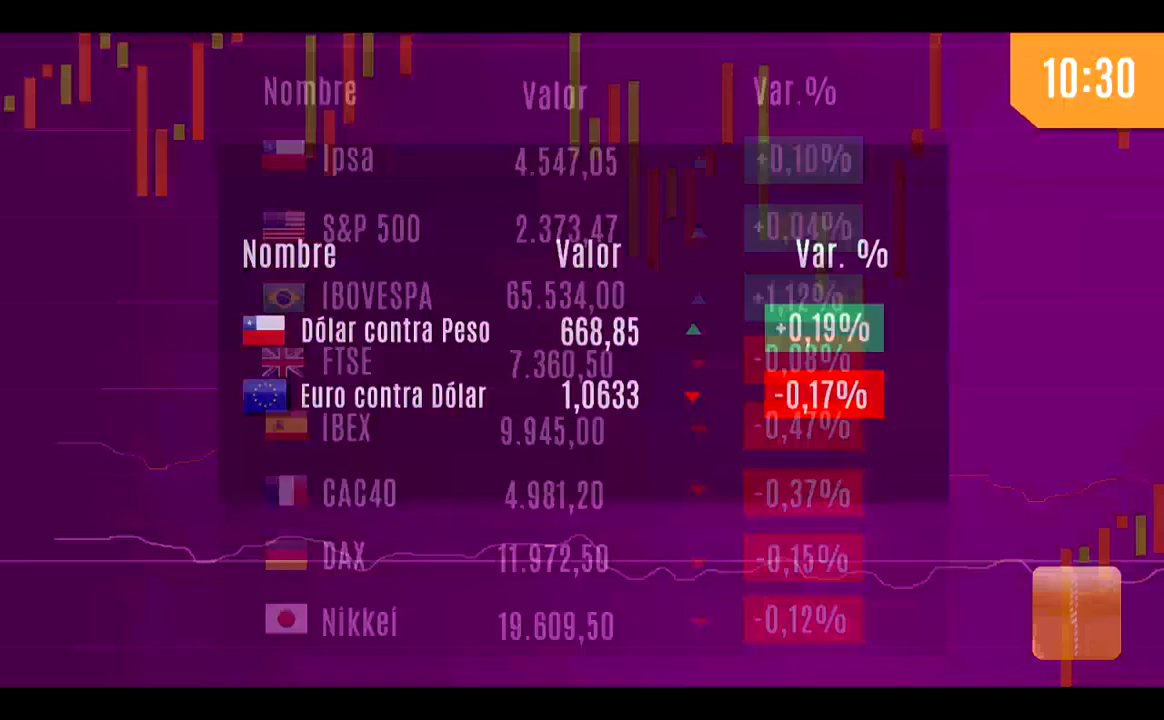 10:30
Nombre Valor Var.%
Ipsa 4.547,05 +0,10%
S&P 500 2.373,47 +0,04%
Nombre Valor Var. %
IBOVESPA 65.534,00 +1,12%
Dólar contra Peso 668,85 +0,19%
FTSE 7.360,50 -0,08%
Euro contra Dólar 1,0633 -0,17%
IBEX 9.945,00 -0,47%
CAC40 4.981,20 -0,37%
DAX 11.972,50 -0,15%
Nikkei 19.609,50 -0,12%